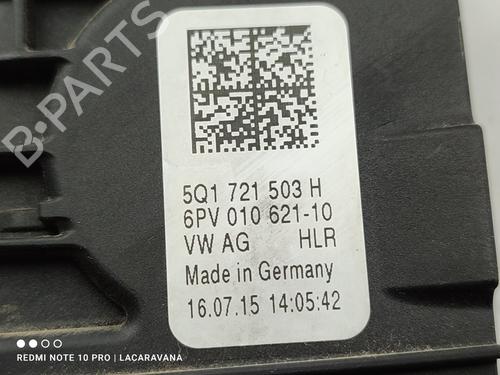 B-PARTS
5Q1 721 503 H
6PV 010 621-10
VW AG HLR
Made in Germany
16.07.15 14:05:42
REDMI NOTE 10 PRO | LACARAVANA